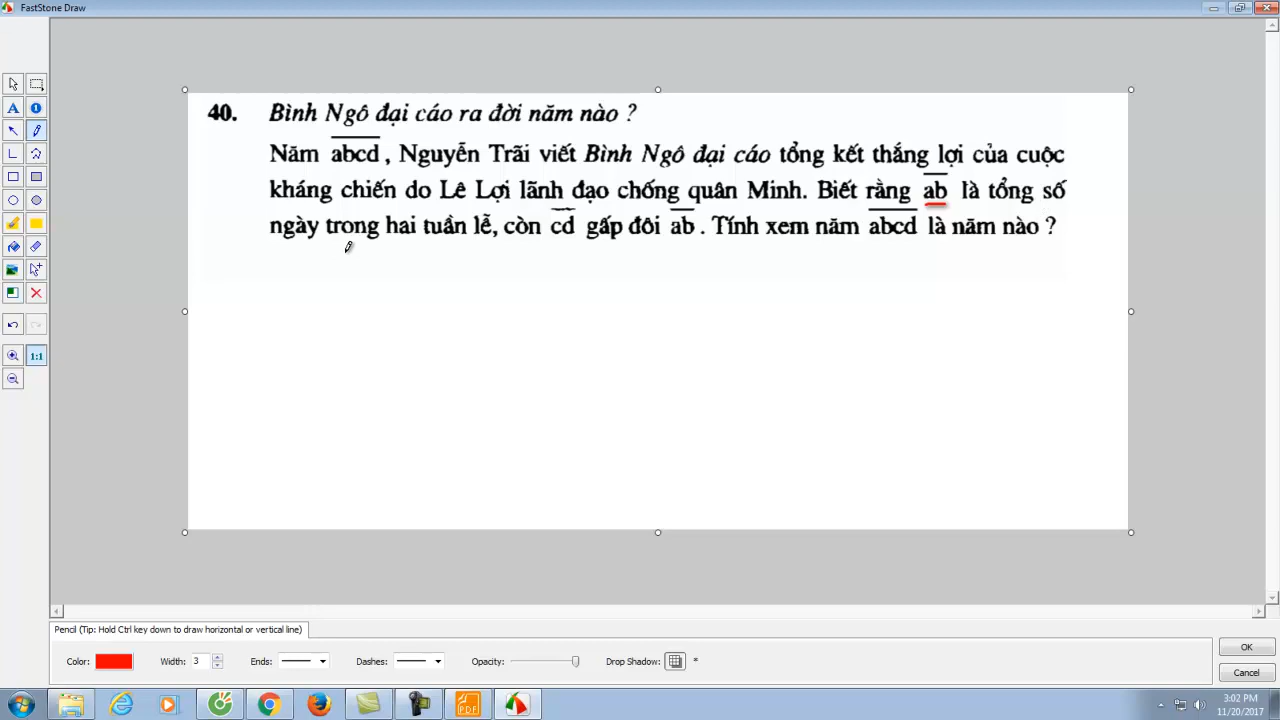 FastStone Draw
40. Bình Ngô đại cáo ra đời năm nào ?
Năm abcd , Nguyễn Trãi viết Bình Ngô đại cáo tổng kết thắng lợi của cuộc
kháng chiến do Lê Lợi lãnh đạo chống quân Minh. Biết rằng ab là tổng số
ngày trong hai tuần lễ, còn cd gấp đôi ab . Tính xem năm abcd là năm nào ?
1:1
Pencil (Tip: Hold Ctrl key down to draw horizontal or vertical line)
Color: Width: 3 Ends: Dashes: Opacity: Drop Shadow: *
OK
Cancel
PDF
3:02 PM
11/20/2017